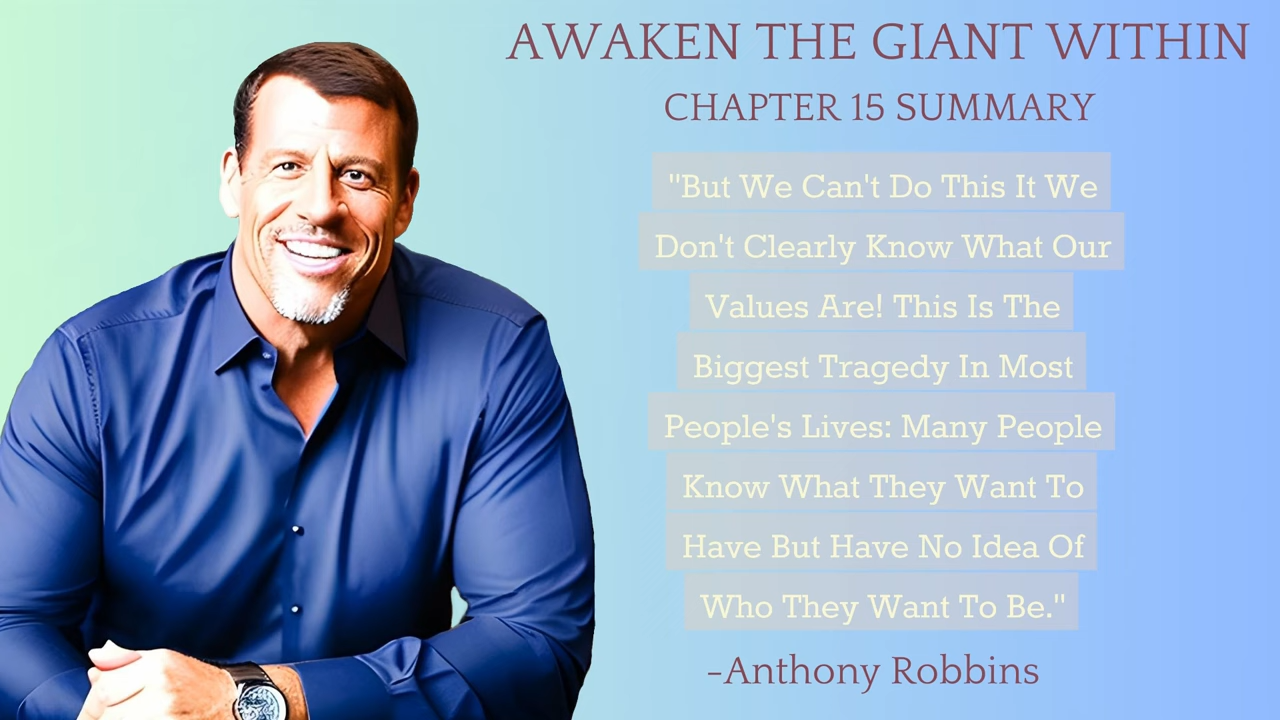 AWAKEN THE GIANT WITHIN
CHAPTER 15 SUMMARY
"But We Can't Do This It We
Don't Clearly Know What Our
Values Are! This Is The
Biggest Tragedy In Most
People's Lives: Many People
Know What They Want To
Have But Have No Idea Of
Who They Want To Be."
-Anthony Robbins